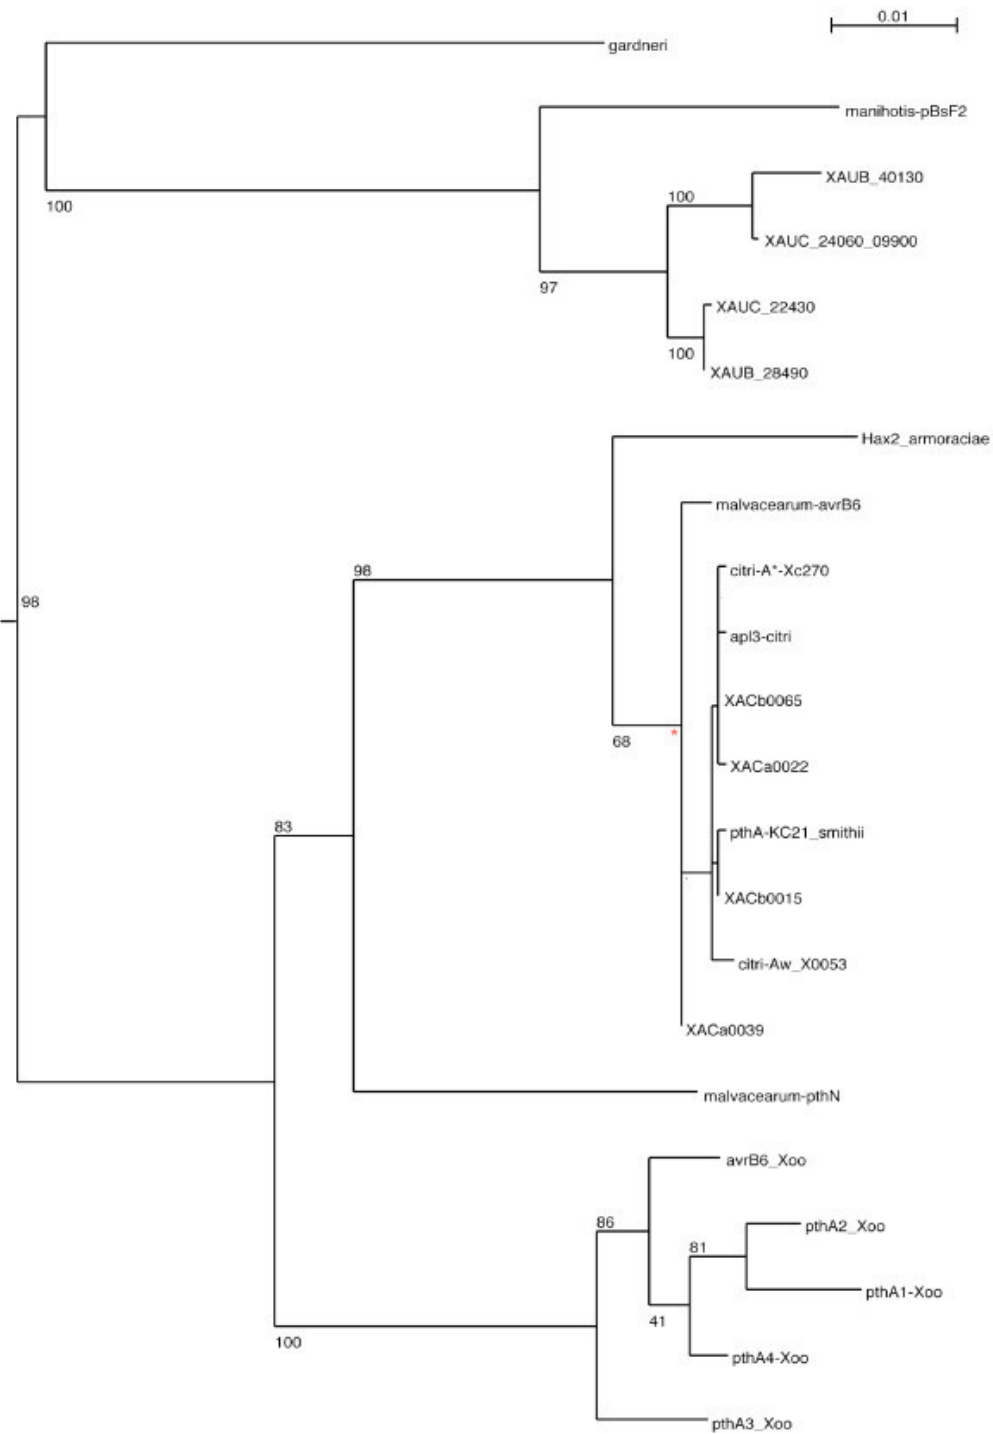 0.01
gardneri
manihotis-pBsF2
XAUB_40130
100
100
XAUC_24060_09900
97
XAUC_22430
100
XAUB_28490
Hax2_armoraciae
malvacearum-avrB6
98
citri-A*-Xc270
98
apl3-citri
XACb0065
68
*
XACa0022
83
pthA-KC21_smithii
XACb0015
citri-Aw_X0053
XACa0039
malvacearum-pthN
avrB6_Xoo
86
pthA2_Xoo
81
pthA1-Xoo
41
100
pthA4-Xoo
pthA3_Xoo